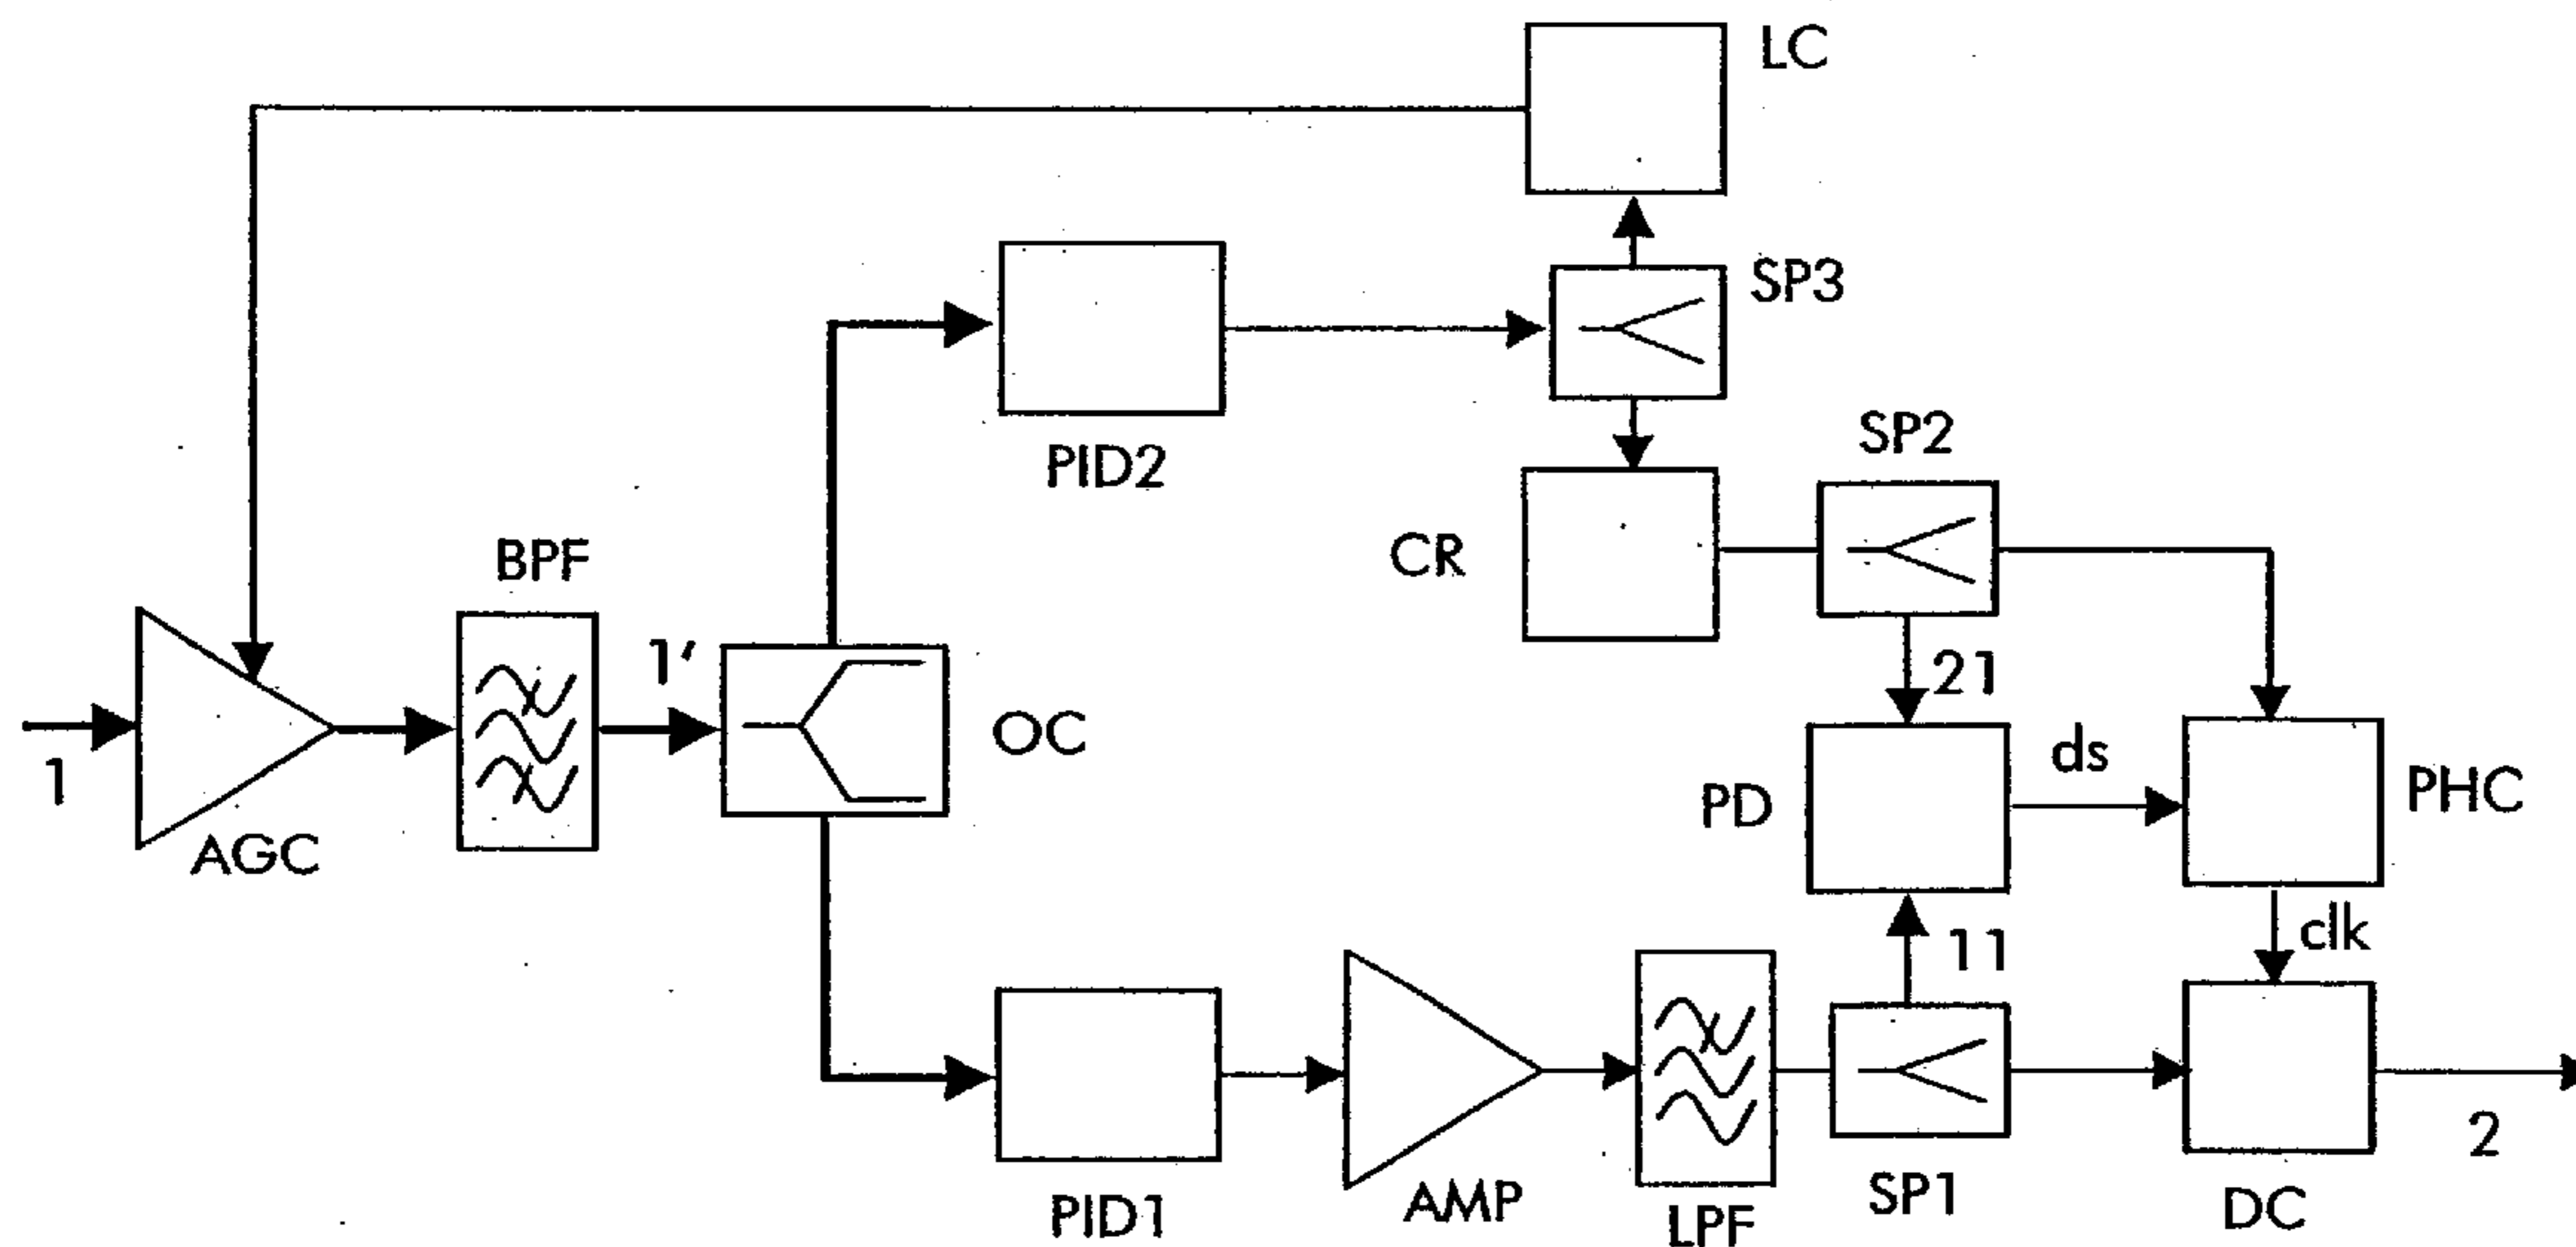 LC
SP3
PID2
SP2
CR
BPF
1′
21
OC
ds
1
PD
PHC
AGC
11
clk
2
PID1
AMP
LPF
SP1
DC